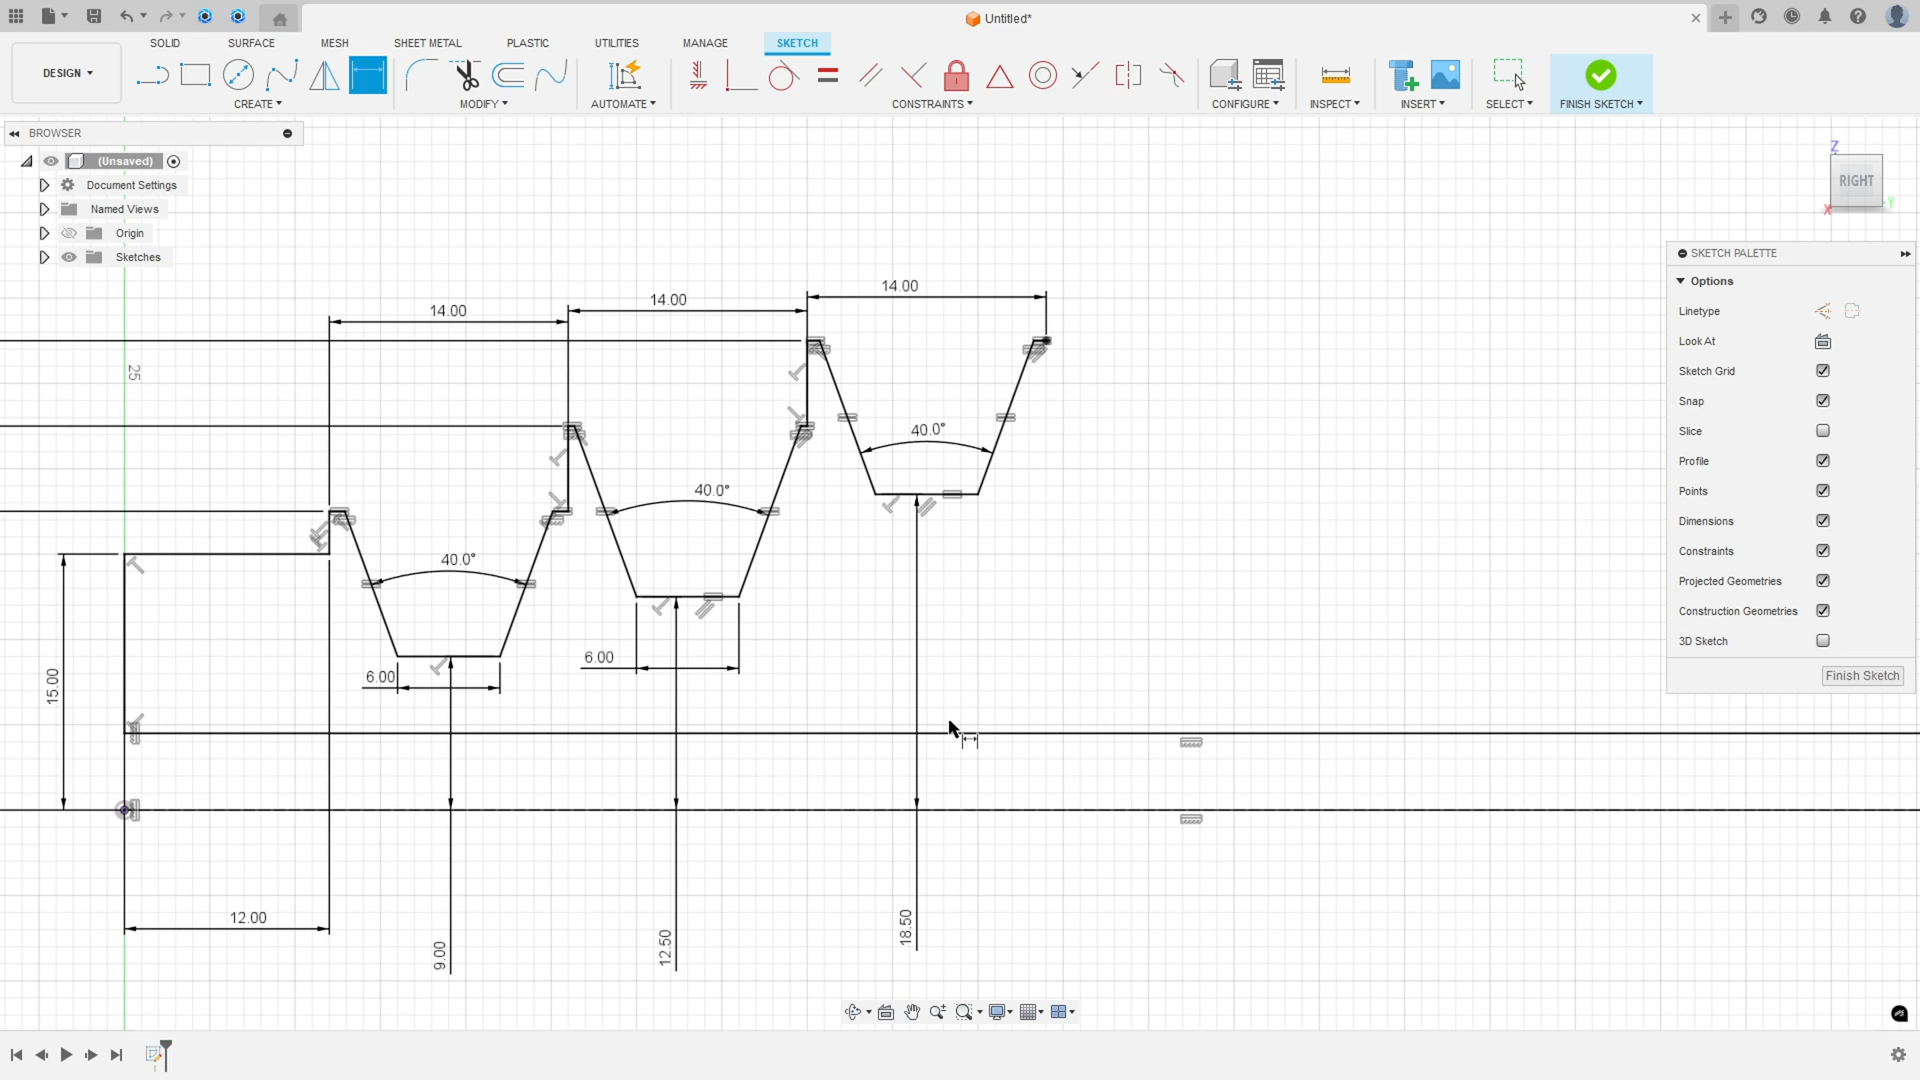 Untitled*
SOLID SURFACE MESH SHEET METAL PLASTIC UTILITIES MANAGE SKETCH
DESIGN
CREATE MODIFY AUTOMATE CONSTRAINTS CONFIGURE INSPECT INSERT SELECT FINISH SKETCH
BROWSER
(Unsaved)
Document Settings
Named Views
Origin
Sketches
Z
RIGHT
X
Y
SKETCH PALETTE
Options
Linetype
Look At
Sketch Grid
Snap
Slice
Profile
Points
Dimensions
Constraints
Projected Geometries
Construction Geometries
3D Sketch
Finish Sketch
14.00
14.00
14.00
25
40.0°
40.0°
40.0°
6.00
6.00
15.00
12.00
9.00
12.50
18.50